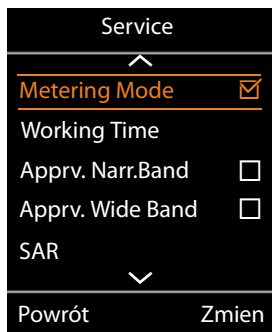 Service
Metering Mode
Working Time
Apprv. Narr.Band
Apprv. Wide Band
SAR
Powrót Zmien